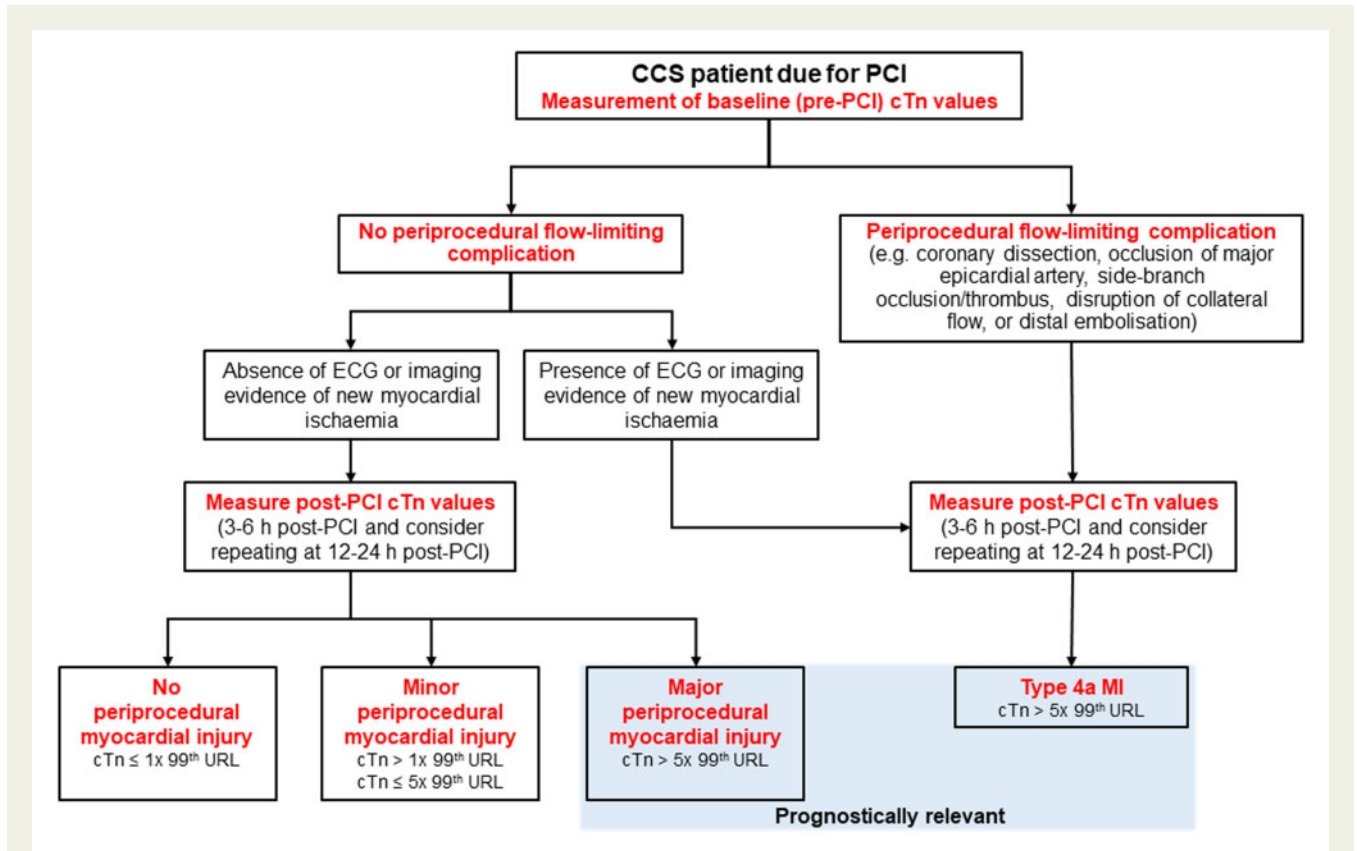 CCS patient due for PCI
Measurement of baseline (pre-PCI) cTn values
No periprocedural flow-limiting
complication
Periprocedural flow-limiting complication
(e.g. coronary dissection, occlusion of major
epicardial artery, side-branch
occlusion/thrombus, disruption of collateral
flow, or distal embolisation)
Absence of ECG or imaging
evidence of new myocardial
ischaemia
Presence of ECG or imaging
evidence of new myocardial
ischaemia
Measure post-PCI cTn values
(3-6 h post-PCI and consider
repeating at 12-24 h post-PCI)
Measure post-PCI cTn values
(3-6 h post-PCI and consider
repeating at 12-24 h post-PCI)
No
periprocedural
myocardial injury
cTn ≤ 1x 99th URL
Minor
periprocedural
myocardial injury
cTn > 1x 99th URL
cTn ≤ 5x 99th URL
Major
periprocedural
myocardial injury
cTn > 5x 99th URL
Type 4a MI
cTn > 5x 99th URL
Prognostically relevant